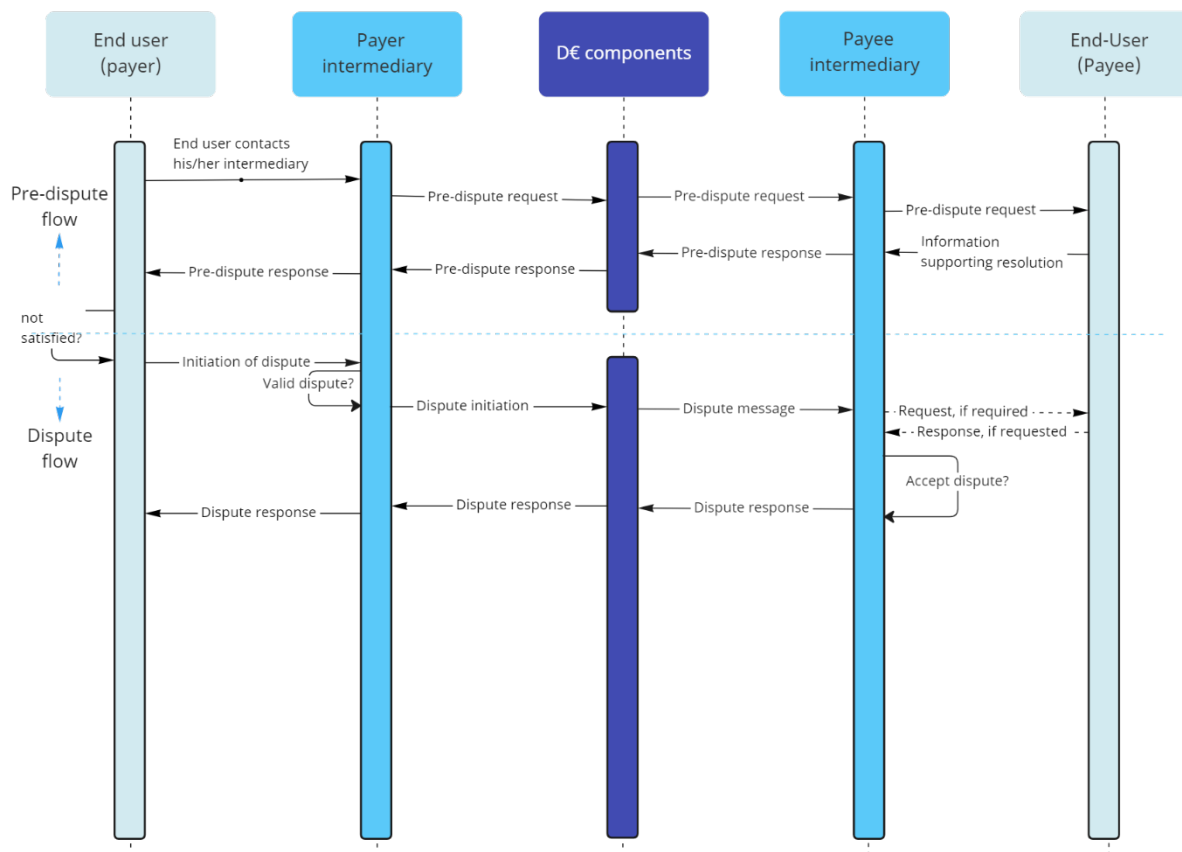 End user
(payer)
Payer
intermediary
D€ components
Payee
intermediary
End-User
(Payee)
End user contacts
his/her intermediary
Pre-dispute
flow
Pre-dispute request
Pre-dispute request
Pre-dispute request
Information
supporting resolution
Pre-dispute response
Pre-dispute response
Pre-dispute response
not
satisfied?
Initiation of dispute
Valid dispute?
Dispute initiation
Dispute message
Request, if required
Response, if requested
Dispute
flow
Accept dispute?
Dispute response
Dispute response
Dispute response